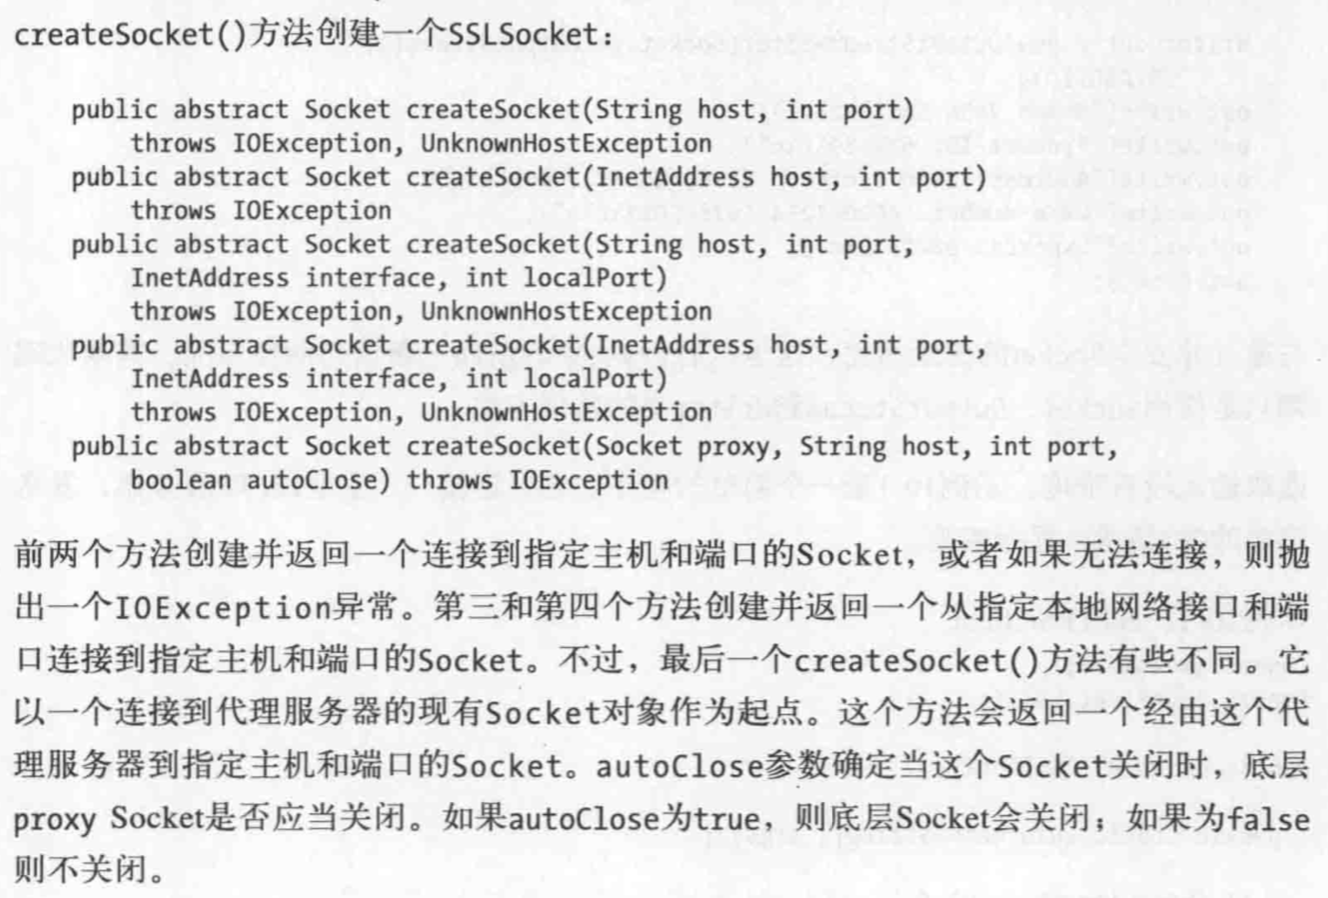 createSocket()方法创建一个SSLSocket：
public abstract Socket createSocket(String host, int port)
throws IOException, UnknownHostException
public abstract Socket createSocket(InetAddress host, int port)
throws IOException
public abstract Socket createSocket(String host, int port,
InetAddress interface, int localPort)
throws IOException, UnknownHostException
public abstract Socket createSocket(InetAddress host, int port,
InetAddress interface, int localPort)
throws IOException, UnknownHostException
public abstract Socket createSocket(Socket proxy, String host, int port,
boolean autoClose) throws IOException
前两个方法创建并返回一个连接到指定主机和端口的Socket，或者如果无法连接，则抛
出一个IOException异常。第三和第四个方法创建并返回一个从指定本地网络接口和端
口连接到指定主机和端口的Socket。不过，最后一个createSocket()方法有些不同。它
以一个连接到代理服务器的现有Socket对象作为起点。这个方法会返回一个经由这个代
理服务器到指定主机和端口的Socket。autoClose参数确定当这个Socket关闭时，底层
proxy Socket是否应当关闭。如果autoClose为true，则底层Socket会关闭；如果为false
则不关闭。